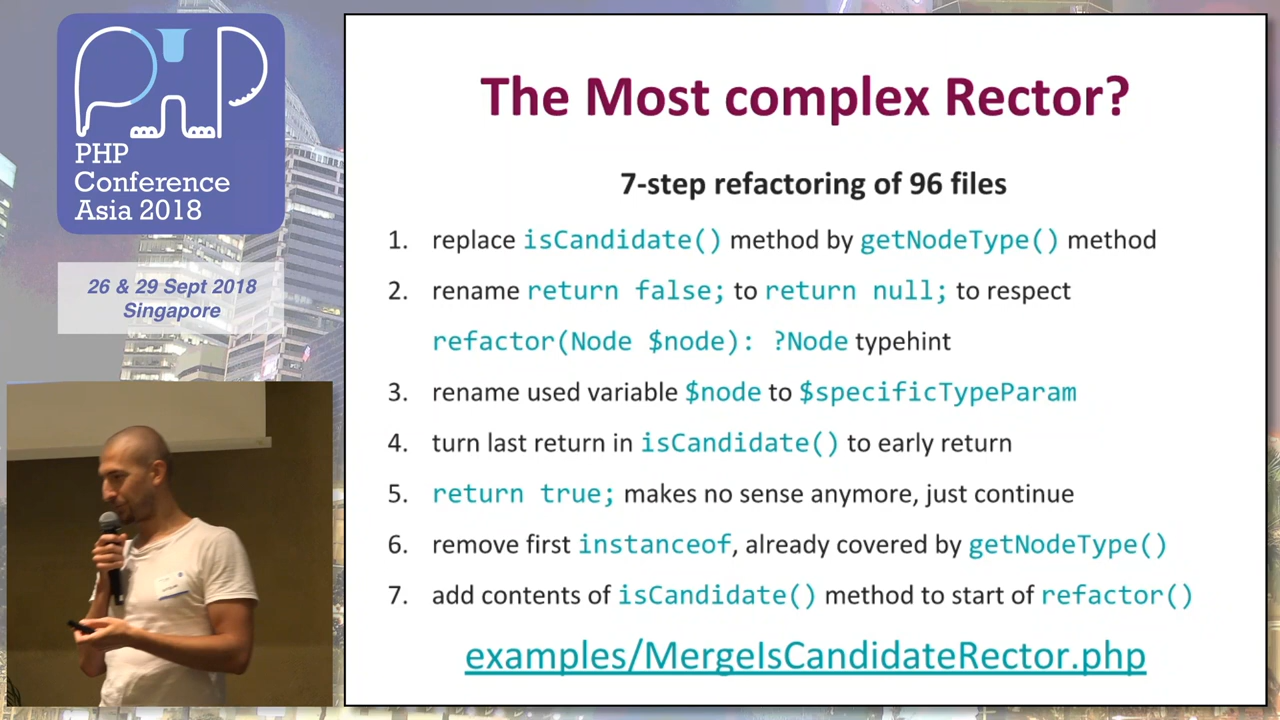 PHP
Conference
Asia 2018
26 & 29 Sept 2018
Singapore
The Most complex Rector?
7-step refactoring of 96 files
1. replace isCandidate() method by getNodeType() method
2. rename return false; to return null; to respect
refactor(Node $node): ?Node typehint
3. rename used variable $node to $specificTypeParam
4. turn last return in isCandidate() to early return
5. return true; makes no sense anymore, just continue
6. remove first instanceof, already covered by getNodeType()
7. add contents of isCandidate() method to start of refactor()
examples/MergeIsCandidateRector.php